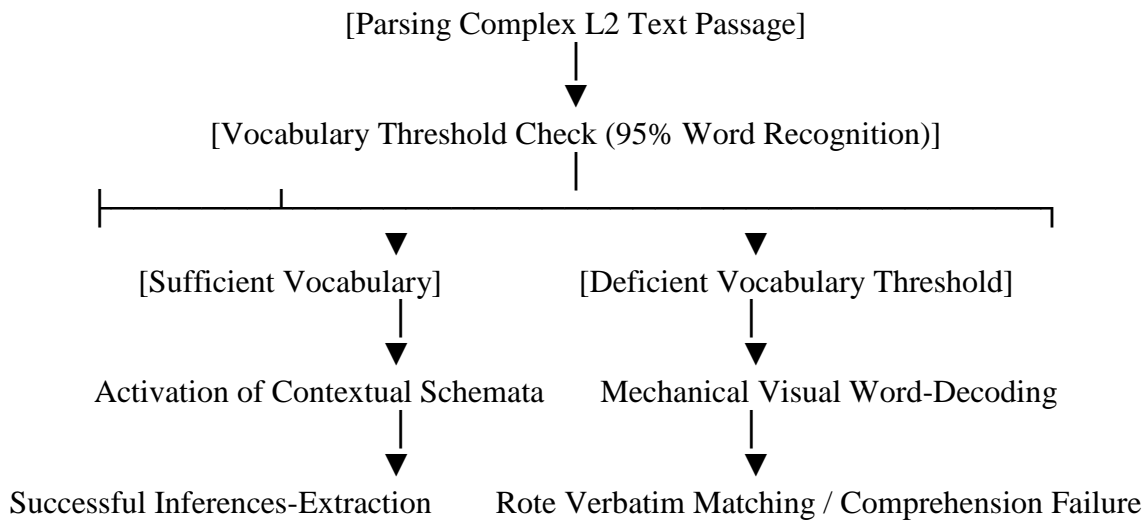 [Parsing Complex L2 Text Passage]
[Vocabulary Threshold Check (95% Word Recognition)]
[Sufficient Vocabulary] [Deficient Vocabulary Threshold]
Activation of Contextual Schemata Mechanical Visual Word-Decoding
Successful Inferences-Extraction Rote Verbatim Matching / Comprehension Failure